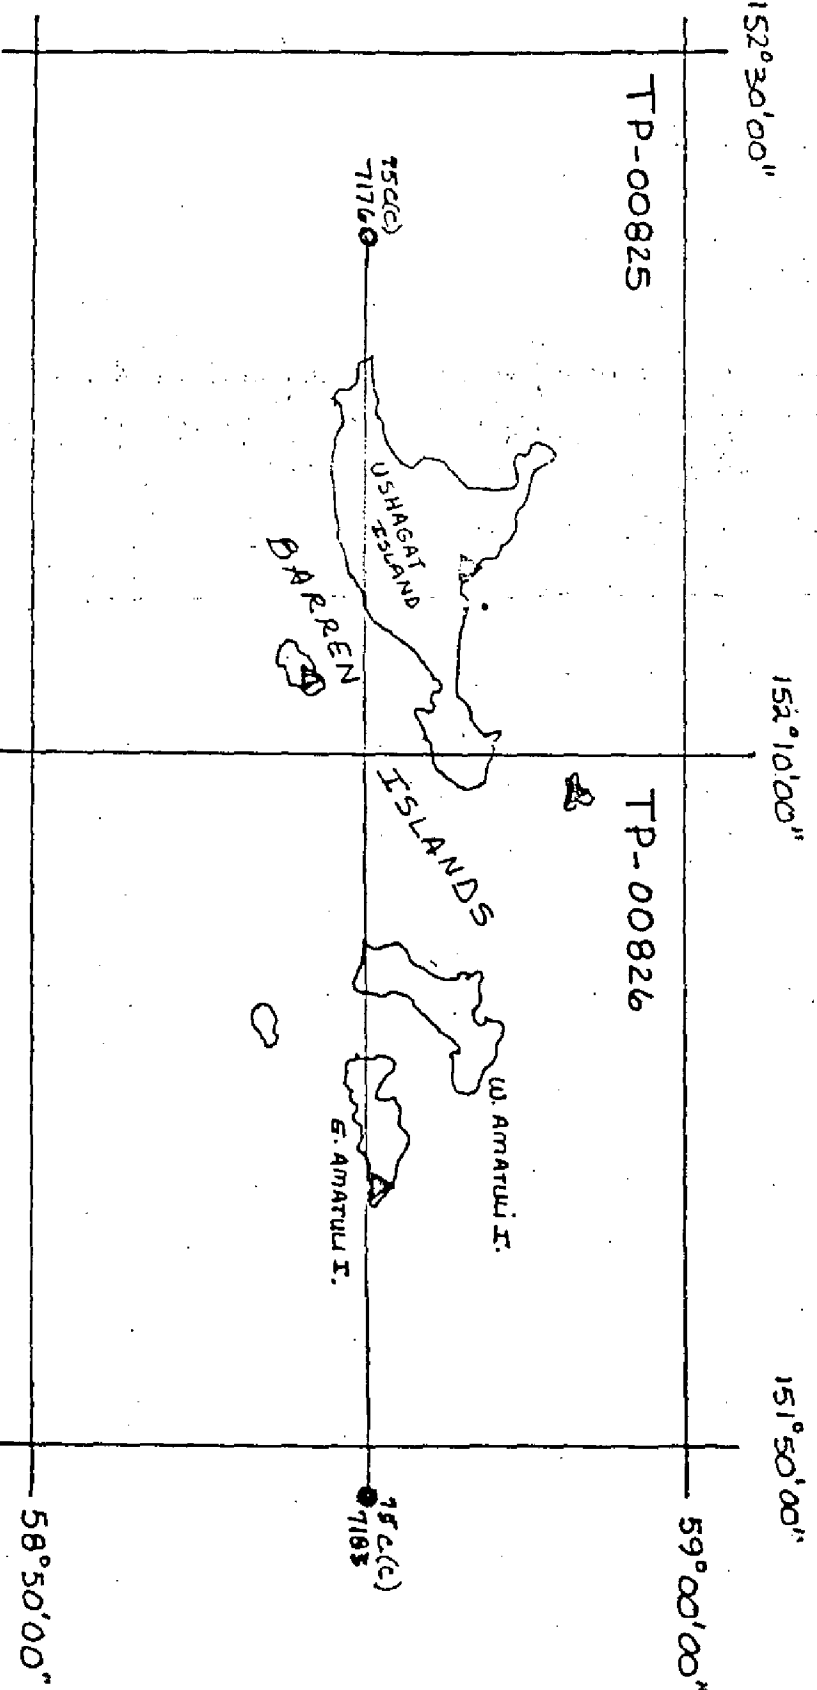 152°30'00"
152°10'00"
151°50'00"
TP-00825
TP-00826
59°00'00"
75C(C)
7176
USHAGAT
ISLAND
BARREN
ISLANDS
W. AMATULI I.
E. AMATULI I.
75C(C)
58°50'00"